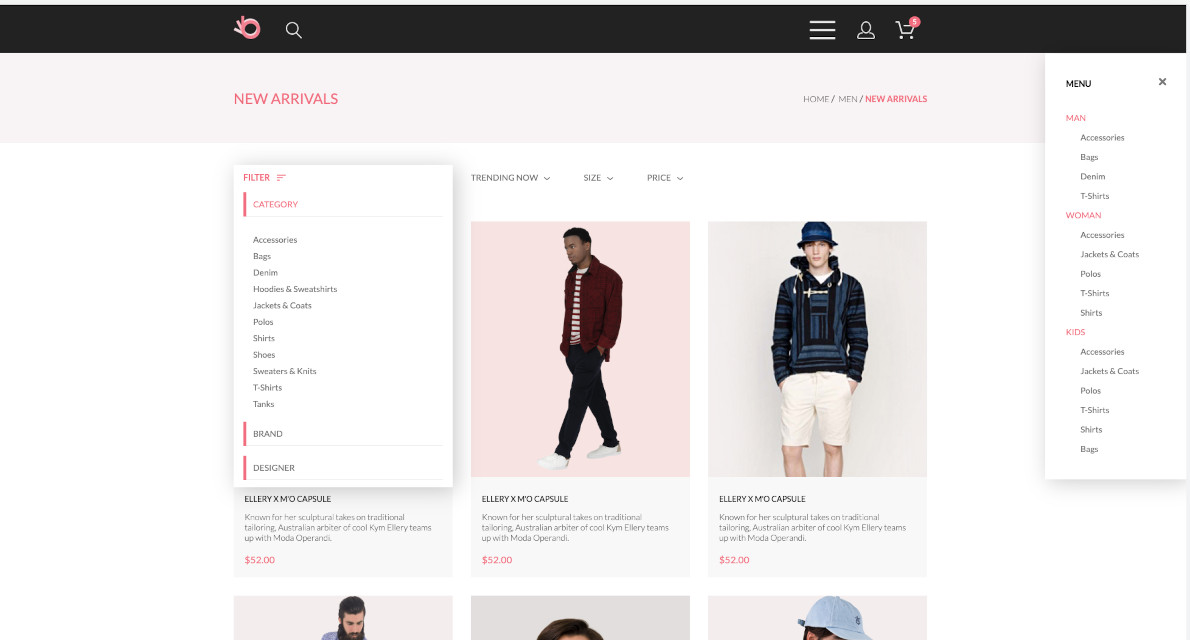 5
NEW ARRIVALS
HOME / MEN / NEW ARRIVALS
MENU
MAN
Accessories
Bags
Denim
T-Shirts
WOMAN
Accessories
Jackets & Coats
Polos
T-Shirts
Shirts
KIDS
Accessories
Jackets & Coats
Polos
T-Shirts
Shirts
Bags
FILTER
CATEGORY
Accessories
Bags
Denim
Hoodies & Sweatshirts
Jackets & Coats
Polos
Shirts
Shoes
Sweaters & Knits
T-Shirts
Tanks
BRAND
DESIGNER
TRENDING NOW
SIZE
PRICE
ELLERY X M'O CAPSULE
Known for her sculptural takes on traditional
tailoring, Australian arbiter of cool Kym Ellery teams
up with Moda Operandi.
$52.00
ELLERY X M'O CAPSULE
Known for her sculptural takes on traditional
tailoring, Australian arbiter of cool Kym Ellery teams
up with Moda Operandi.
$52.00
ELLERY X M'O CAPSULE
Known for her sculptural takes on traditional
tailoring, Australian arbiter of cool Kym Ellery teams
up with Moda Operandi.
$52.00